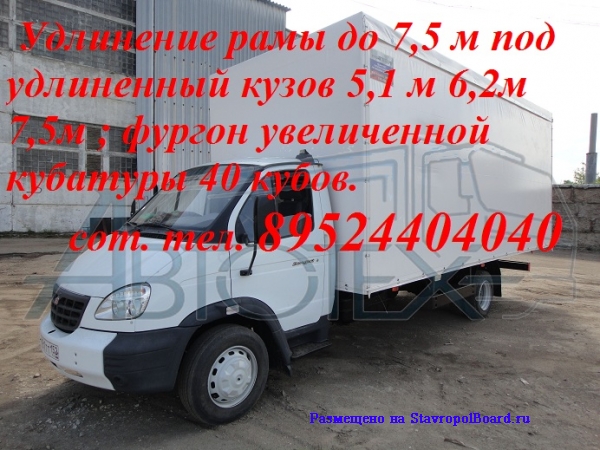 Удлинение рамы до 7,5 м под
удлиненный кузов 5,1 м 6,2м
7,5м ; фургон увеличенной
кубатуры 40 кубов.
сот. тел. 89524404040
АВТОТЕХ
Размещено на StavropolBoard.ru